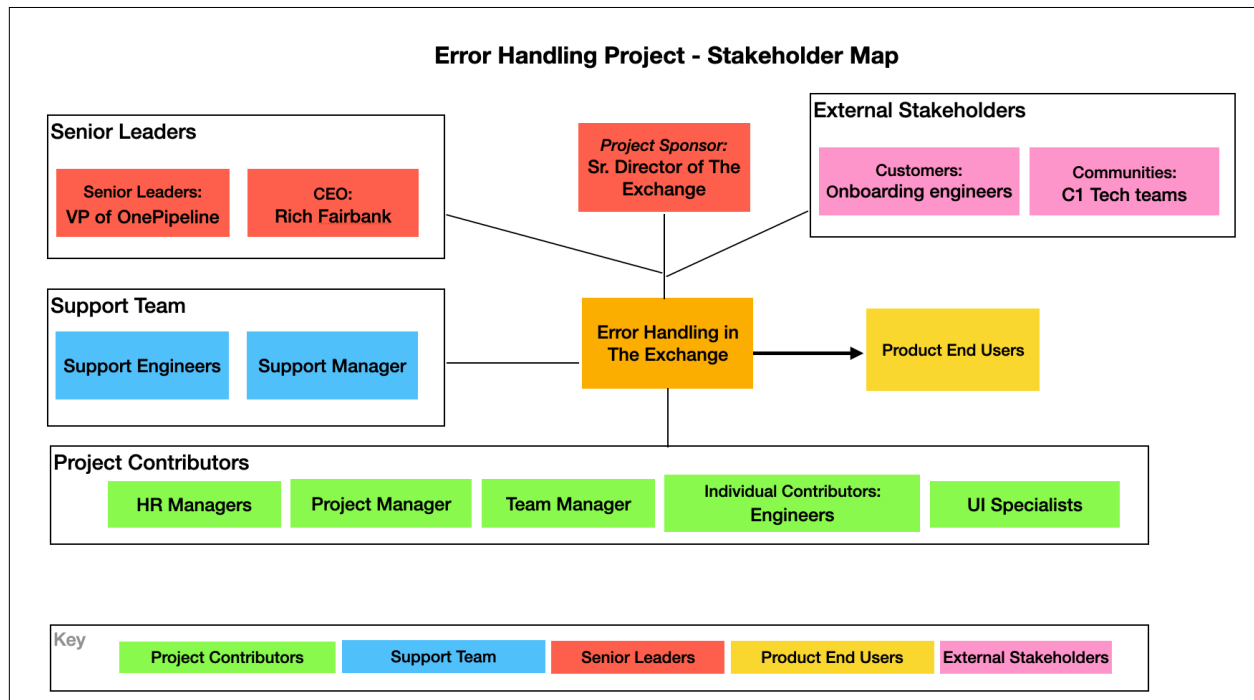 Error Handling Project - Stakeholder Map
Senior Leaders
Senior Leaders:
VP of OnePipeline
CEO:
Rich Fairbank
Project Sponsor:
Sr. Director of The
Exchange
External Stakeholders
Customers:
Onboarding engineers
Communities:
C1 Tech teams
Support Team
Support Engineers
Support Manager
Error Handling in
The Exchange
Product End Users
Project Contributors
HR Managers
Project Manager
Team Manager
Individual Contributors:
Engineers
UI Specialists
Key
Project Contributors
Support Team
Senior Leaders
Product End Users
External Stakeholders